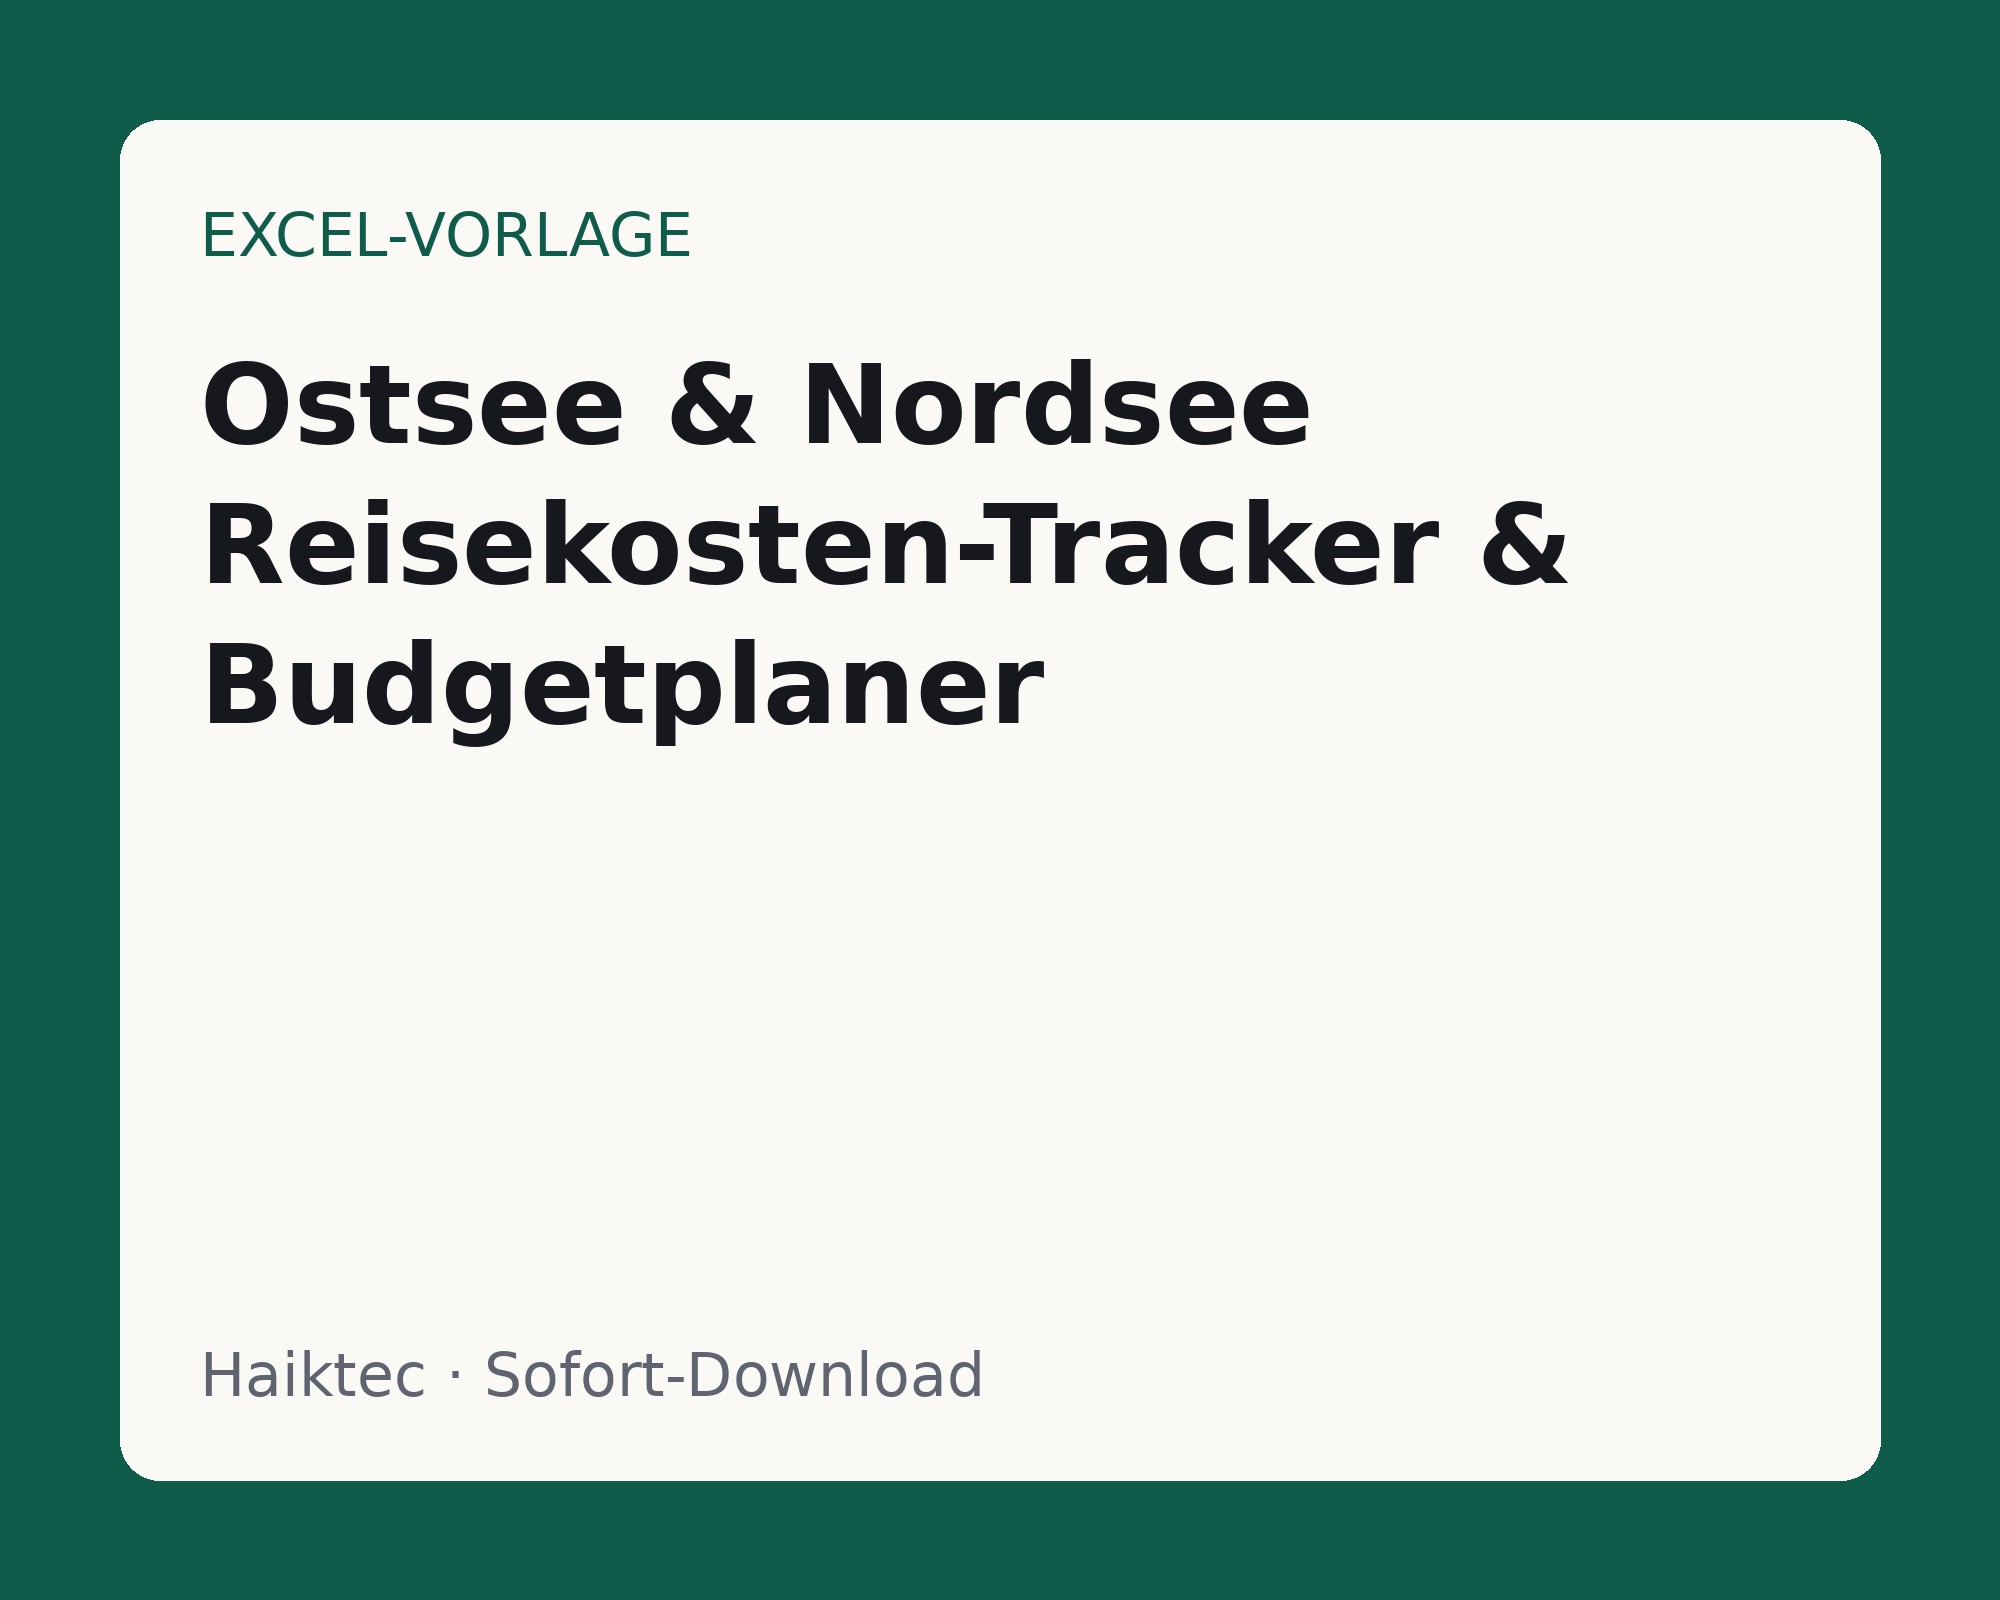 EXCEL-VORLAGE
Ostsee & Nordsee
Reisekosten-Tracker &
Budgetplaner
Haiktec · Sofort-Download